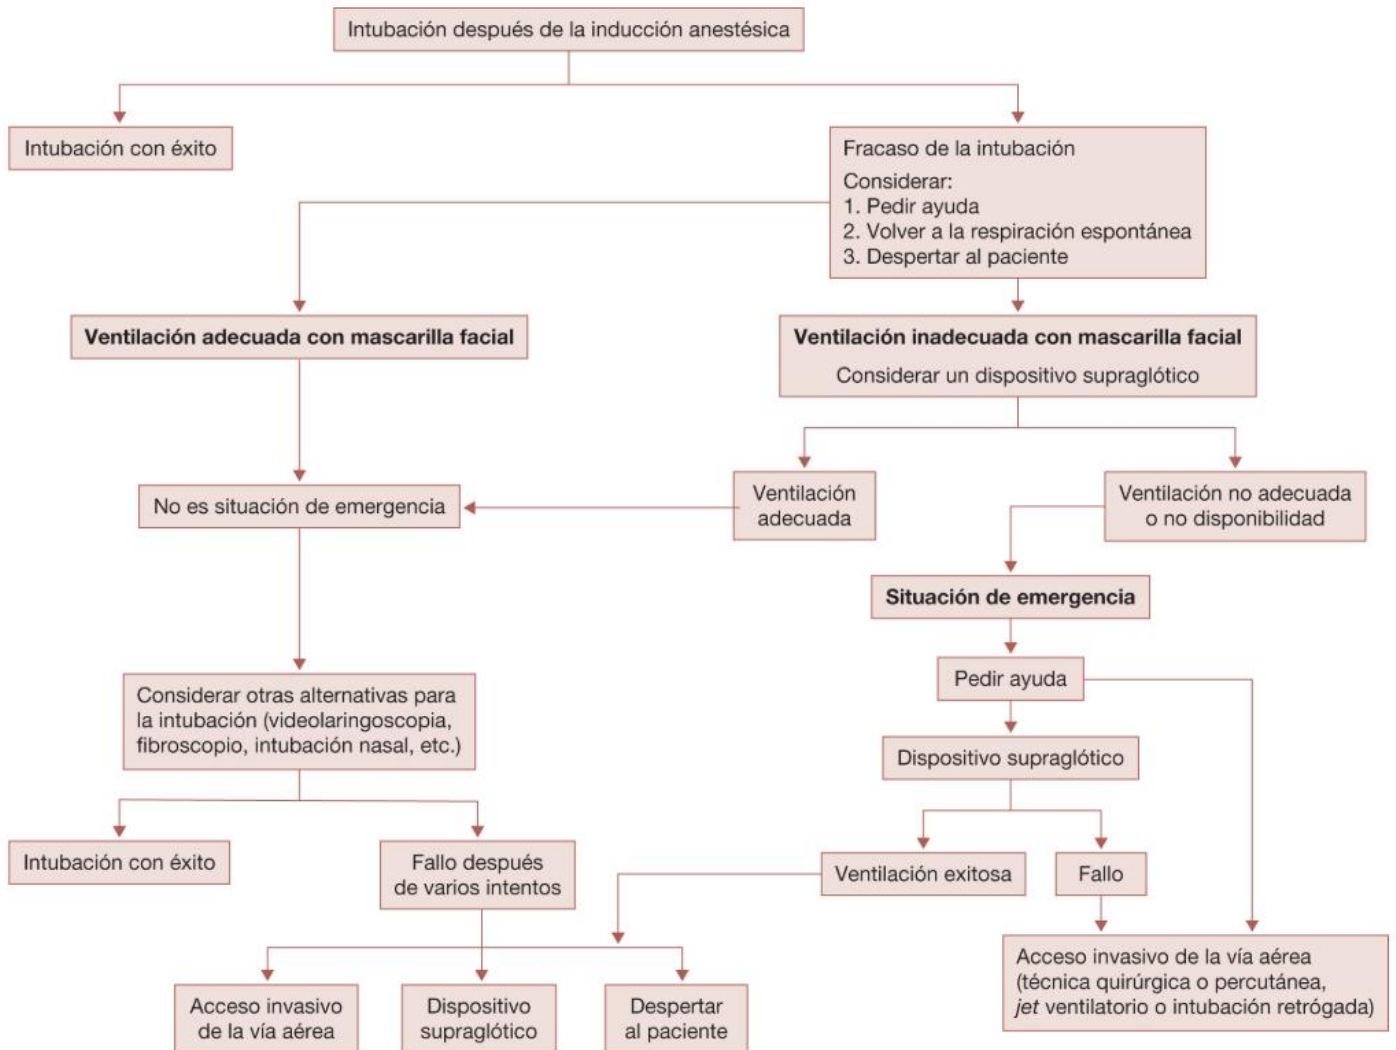 Intubación después de la inducción anestésica
Intubación con éxito
Fracaso de la intubación
Considerar:
1. Pedir ayuda
2. Volver a la respiración espontánea
3. Despertar al paciente
Ventilación adecuada con mascarilla facial
Ventilación inadecuada con mascarilla facial
Considerar un dispositivo supraglótico
No es situación de emergencia
Ventilación
adecuada
Ventilación no adecuada
o no disponibilidad
Situación de emergencia
Pedir ayuda
Considerar otras alternativas para
la intubación (videolaringoscopia,
fibroscopio, intubación nasal, etc.)
Dispositivo supraglótico
Intubación con éxito
Fallo después
de varios intentos
Ventilación exitosa
Fallo
Acceso invasivo
de la vía aérea
Dispositivo
supraglótico
Despertar
al paciente
Acceso invasivo de la vía aérea
(técnica quirúrgica o percutánea,
jet ventilatorio o intubación retrógada)